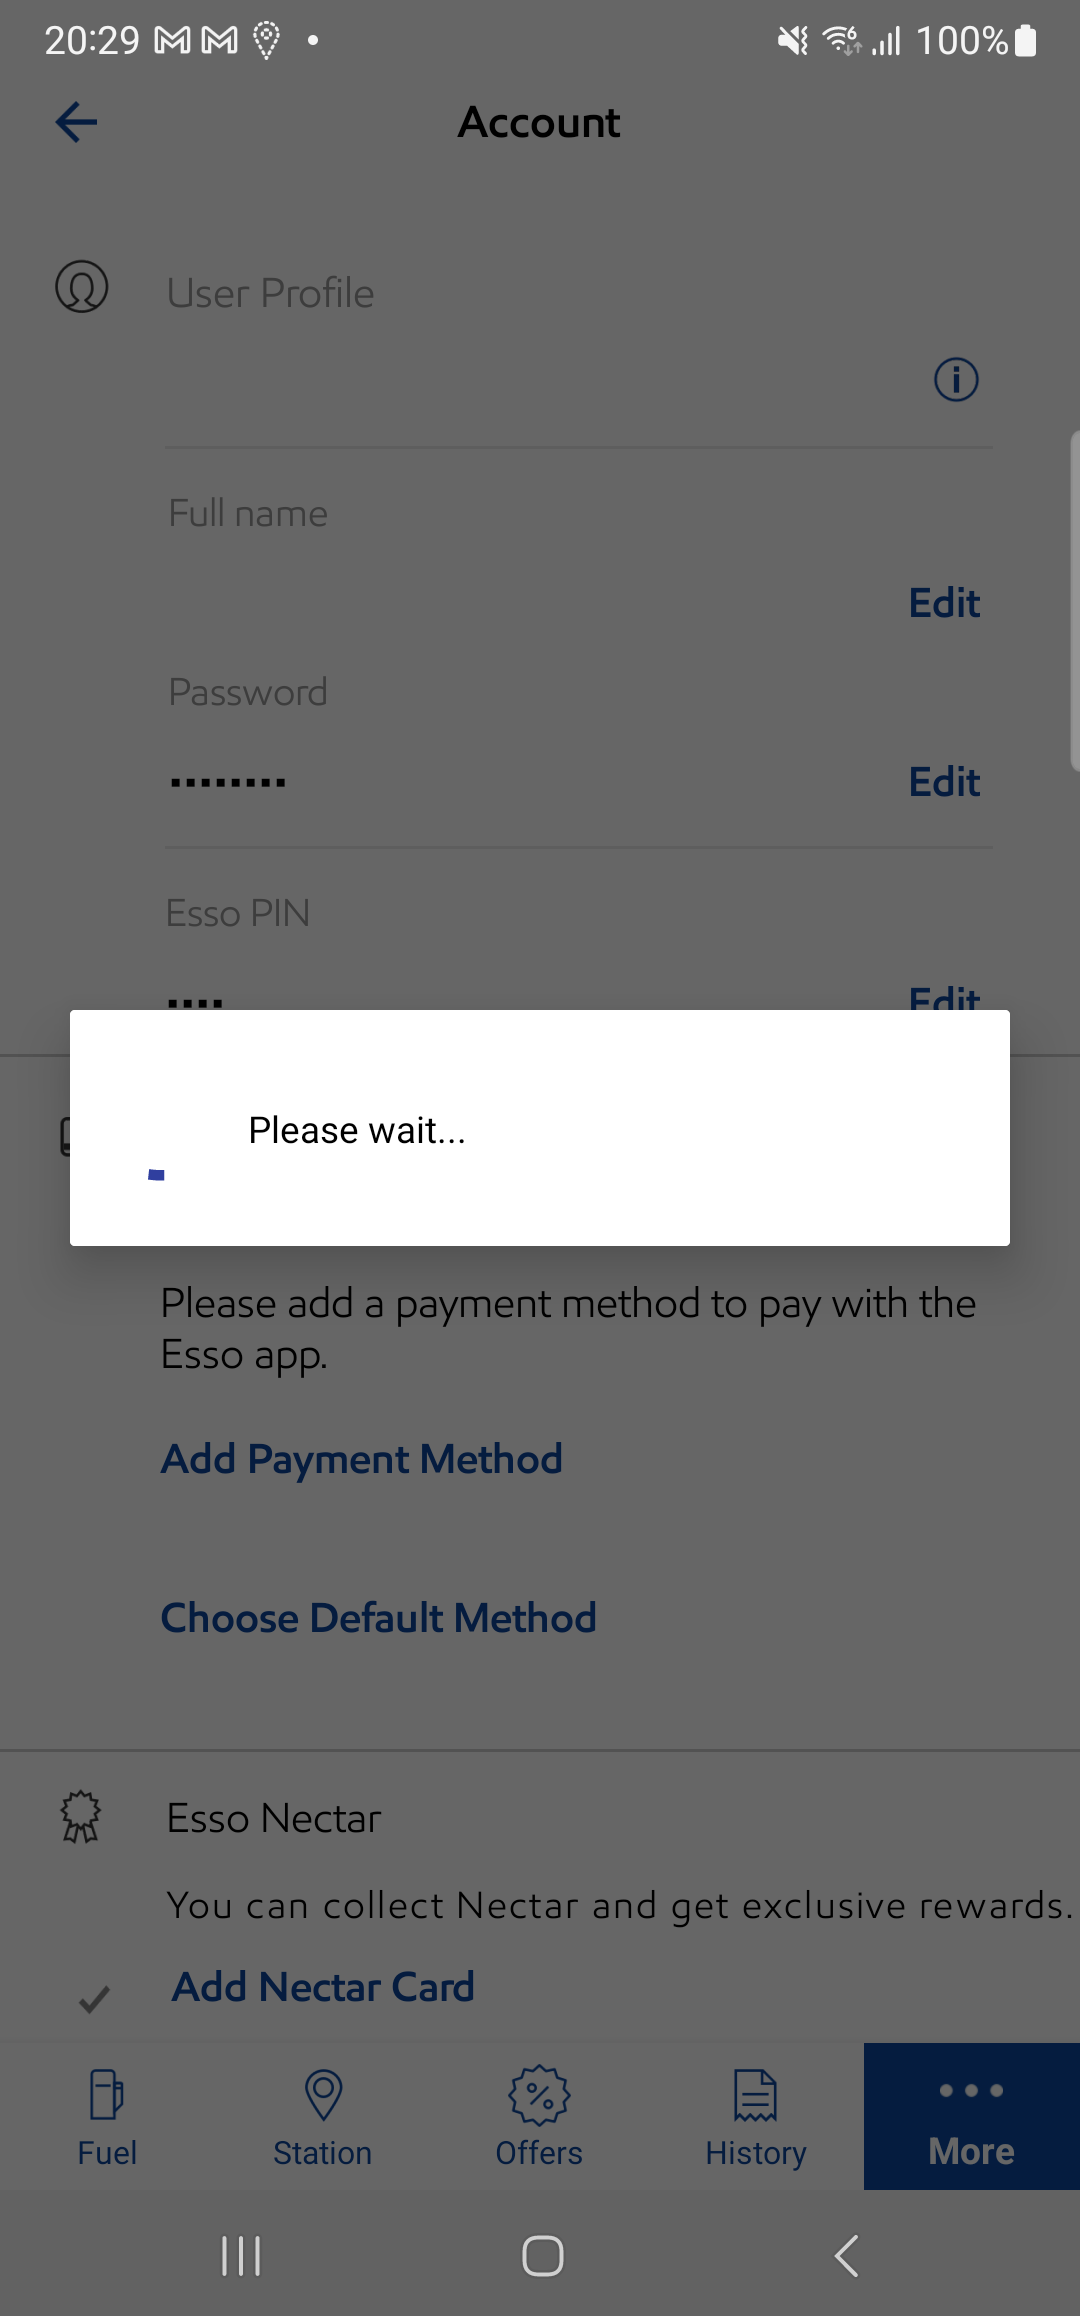 20:29 100%
Account
User Profile
Full name
Edit
Password
Edit
Esso PIN
Edit
Please wait...
Please add a payment method to pay with the
Esso app.
Add Payment Method
Choose Default Method
Esso Nectar
You can collect Nectar and get exclusive rewards.
Add Nectar Card
Fuel Station Offers History More